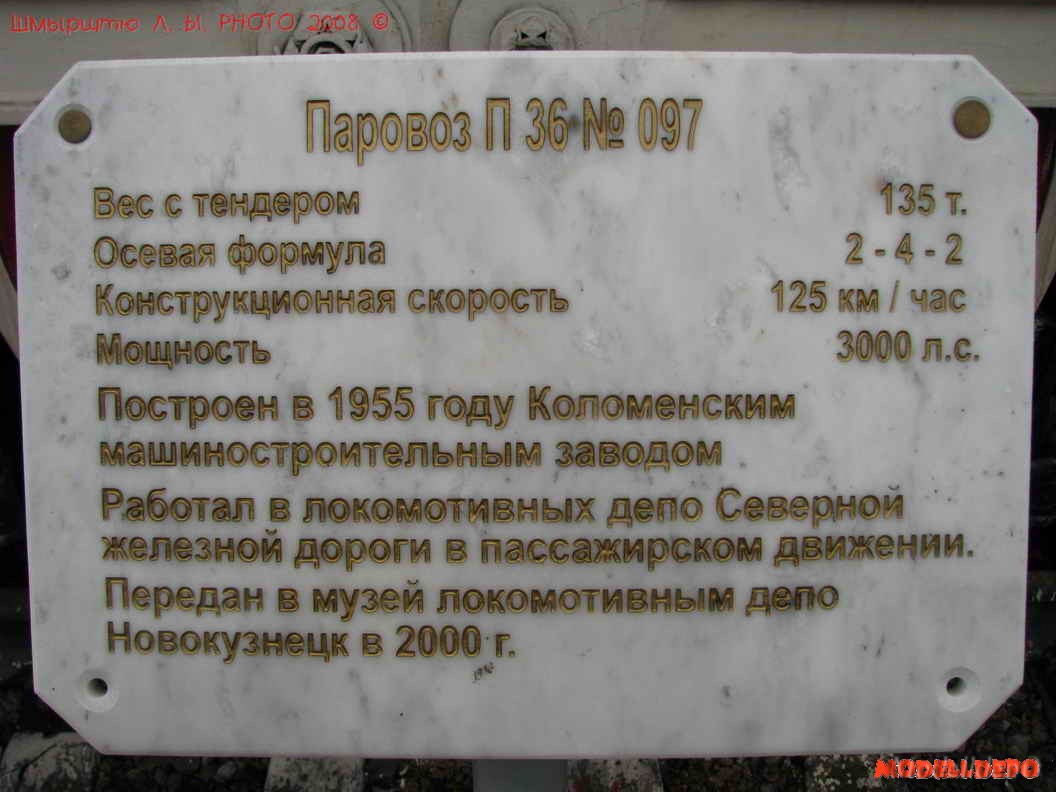 Шмырштю Л. Ы. PHOTO 2008 ©
Паровоз П 36 № 097
Вес с тендером 135 т.
Осевая формула 2 - 4 - 2
Конструкционная скорость 125 км / час
Мощность 3000 л.с.
Построен в 1955 году Коломенским
машиностроительным заводом
Работал в локомотивных депо Северной
железной дороги в пассажирском движении.
Передан в музей локомотивным депо
Новокузнецк в 2000 г.